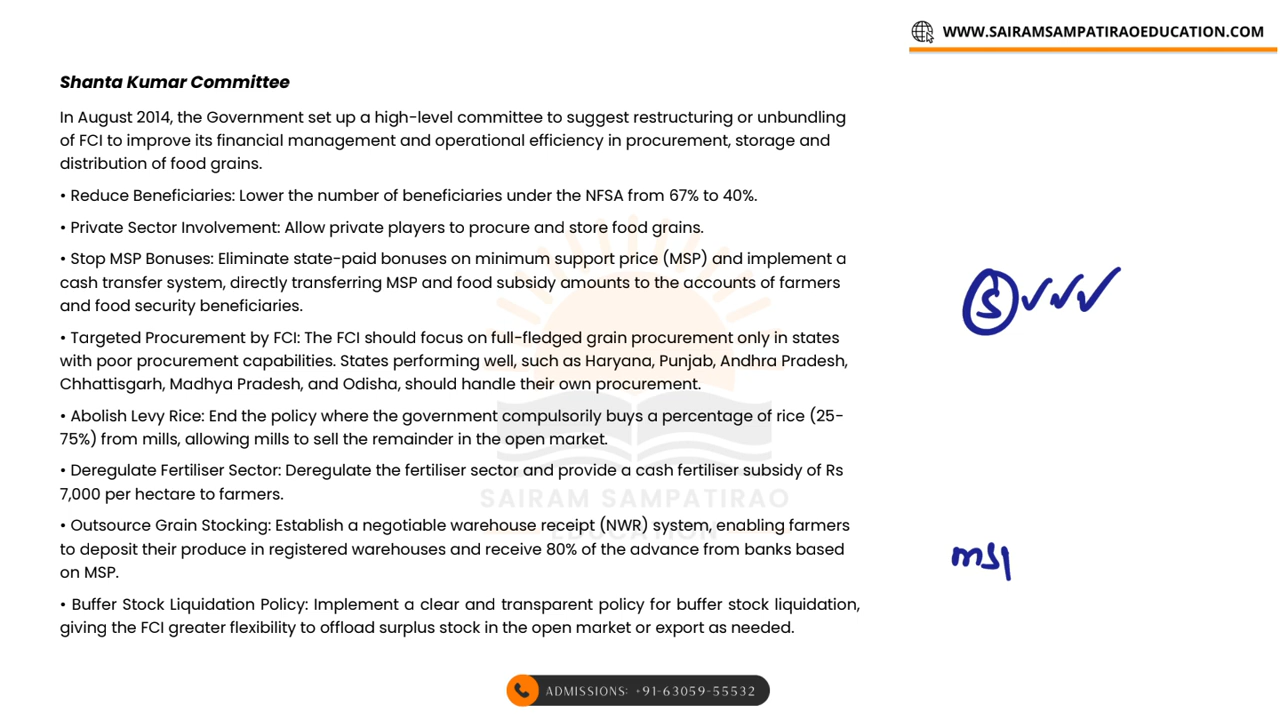 WWW.SAIRAMSAMPATIRAOEDUCATION.COM
Shanta Kumar Committee
In August 2014, the Government set up a high-level committee to suggest restructuring or unbundling
of FCI to improve its financial management and operational efficiency in procurement, storage and
distribution of food grains.
• Reduce Beneficiaries: Lower the number of beneficiaries under the NFSA from 67% to 40%.
• Private Sector Involvement: Allow private players to procure and store food grains.
• Stop MSP Bonuses: Eliminate state-paid bonuses on minimum support price (MSP) and implement a
cash transfer system, directly transferring MSP and food subsidy amounts to the accounts of farmers
and food security beneficiaries.
• Targeted Procurement by FCI: The FCI should focus on full-fledged grain procurement only in states
with poor procurement capabilities. States performing well, such as Haryana, Punjab, Andhra Pradesh,
Chhattisgarh, Madhya Pradesh, and Odisha, should handle their own procurement.
• Abolish Levy Rice: End the policy where the government compulsorily buys a percentage of rice (25-
75%) from mills, allowing mills to sell the remainder in the open market.
• Deregulate Fertiliser Sector: Deregulate the fertiliser sector and provide a cash fertiliser subsidy of Rs
7,000 per hectare to farmers.
• Outsource Grain Stocking: Establish a negotiable warehouse receipt (NWR) system, enabling farmers
to deposit their produce in registered warehouses and receive 80% of the advance from banks based
on MSP.
• Buffer Stock Liquidation Policy: Implement a clear and transparent policy for buffer stock liquidation,
giving the FCI greater flexibility to offload surplus stock in the open market or export as needed.
SAIRAM SAMPATIRAO
EDUCATION
S
ADMISSIONS: +91-63059-55532